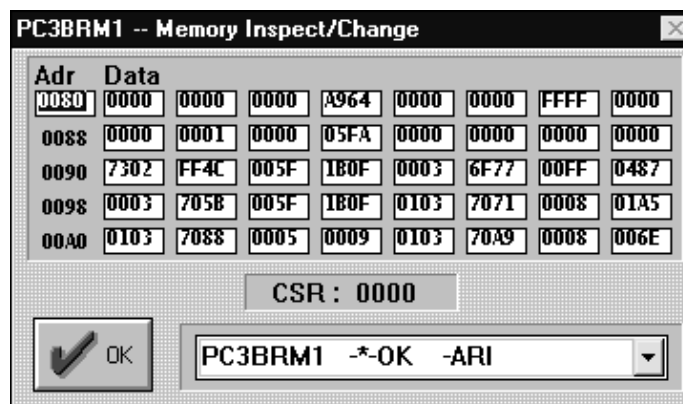 PC3BRM1 -- Memory Inspect/Change
Adr Data
0080 0000 0000 0000 A964 0000 0000 FFFF 0000
0088 0000 0001 0000 05FA 0000 0000 0000 0000
0090 7302 FF4C 005F 1B0F 0003 6F77 00FF 0487
0098 0003 705B 005F 1B0F 0103 7071 0008 01A5
00A0 0103 7088 0005 0009 0103 70A9 0008 006E
CSR : 0000
OK
PC3BRM1 -*-OK -ARI